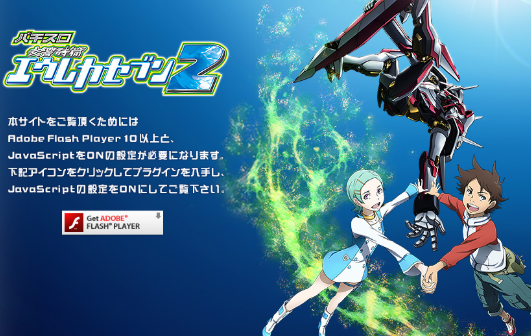 パチスロ
交響詩篇
エウレカセブン2
本サイトをご覧頂くためには
Adobe Flash Player 10以上と、
JavaScriptをONの設定が必要になります。
下記アイコンをクリックしてプラグインを入手し、
JavaScriptの設定をONにしてご覧下さい。
Get ADOBE®
FLASH® PLAYER